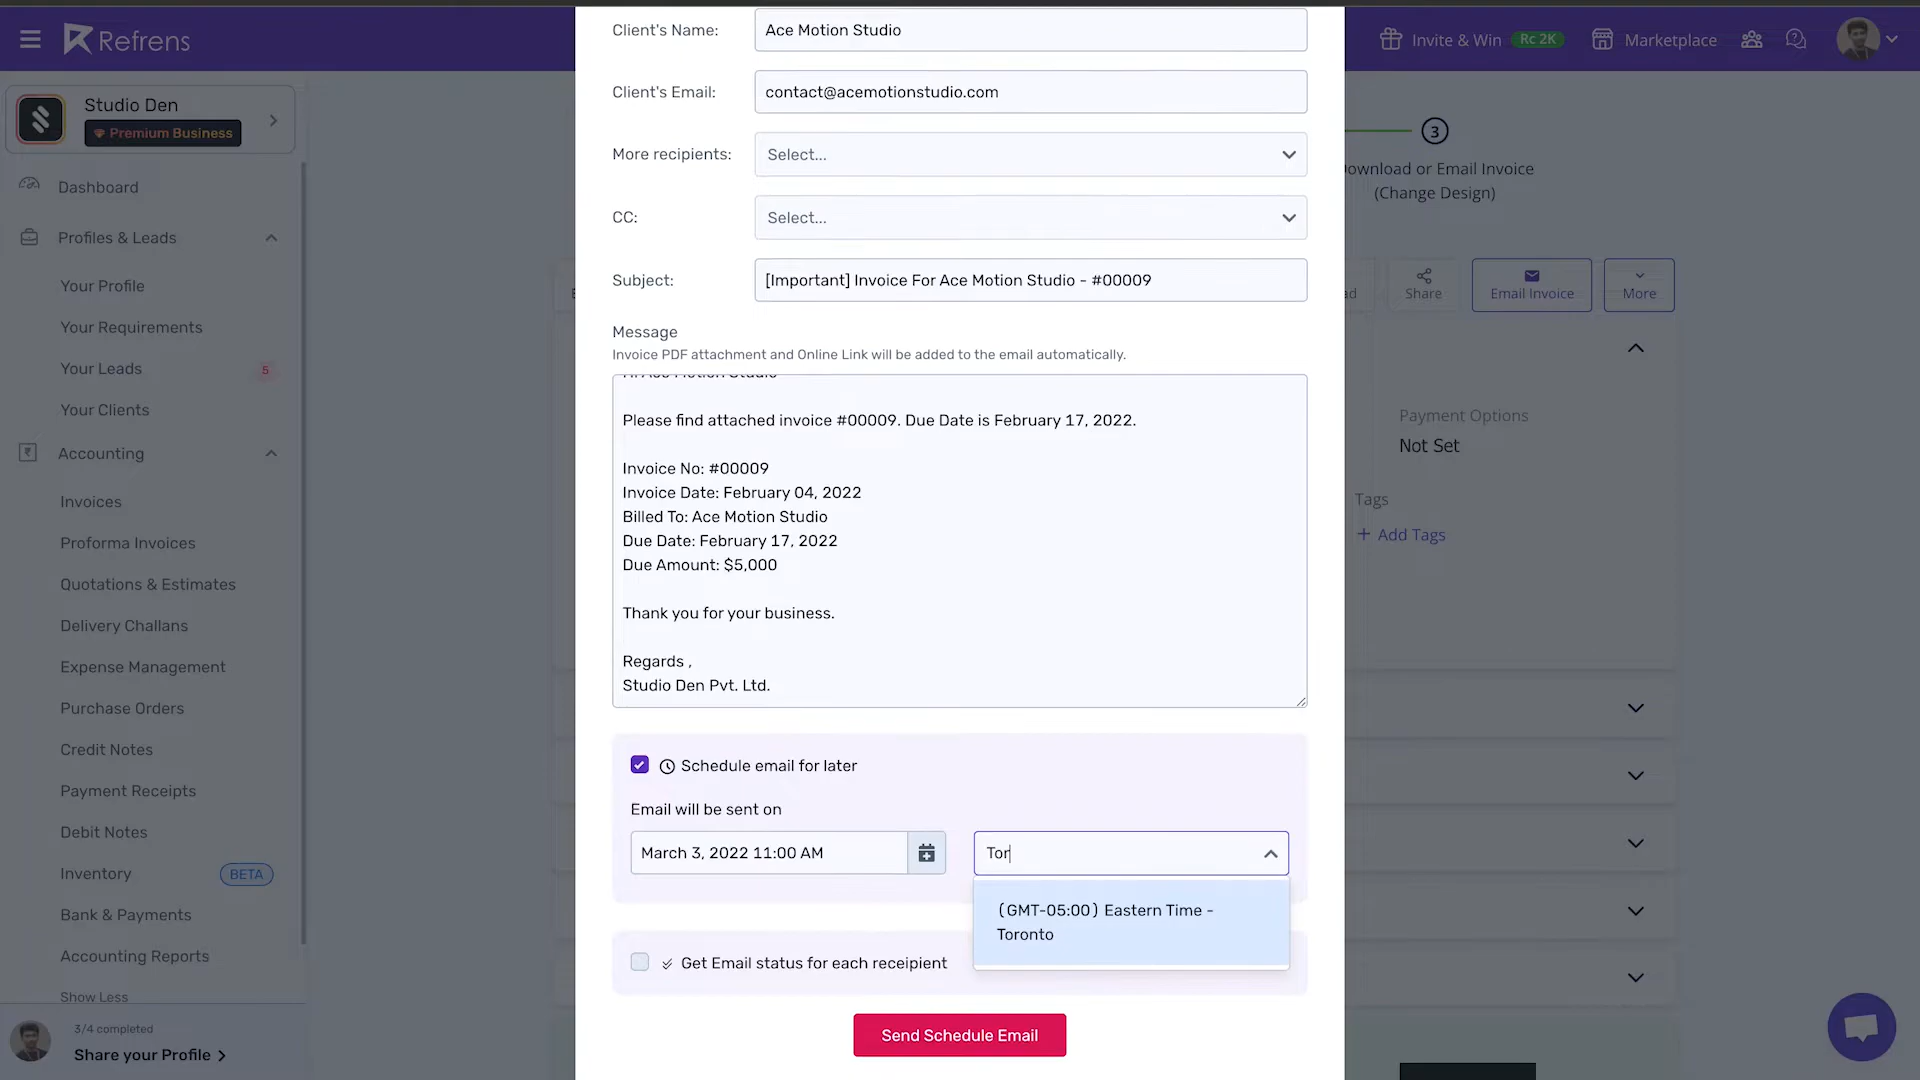 Refrens
Invite & Win Rc 2K
Marketplace
Studio Den
Premium Business
Dashboard
Profiles & Leads
Your Profile
Your Requirements
Your Leads 5
Your Clients
Accounting
Invoices
Proforma Invoices
Quotations & Estimates
Delivery Challans
Expense Management
Purchase Orders
Credit Notes
Payment Receipts
Debit Notes
Inventory BETA
Bank & Payments
Accounting Reports
Show Less
3/4 completed
Share your Profile
Client's Name: Ace Motion Studio
Client's Email: contact@acemotionstudio.com
More recipients: Select...
CC: Select...
Subject: [Important] Invoice For Ace Motion Studio - #00009
Message
Invoice PDF attachment and Online Link will be added to the email automatically.
Please find attached invoice #00009. Due Date is February 17, 2022.
Invoice No: #00009
Invoice Date: February 04, 2022
Billed To: Ace Motion Studio
Due Date: February 17, 2022
Due Amount: $5,000
Thank you for your business.
Regards ,
Studio Den Pvt. Ltd.
Schedule email for later
Email will be sent on
March 3, 2022 11:00 AM
Tor
(GMT-05:00) Eastern Time -
Toronto
Get Email status for each receipient
Send Schedule Email
3
ownload or Email Invoice
(Change Design)
ad
Share
Email Invoice
More
Payment Options
Not Set
Tags
+ Add Tags